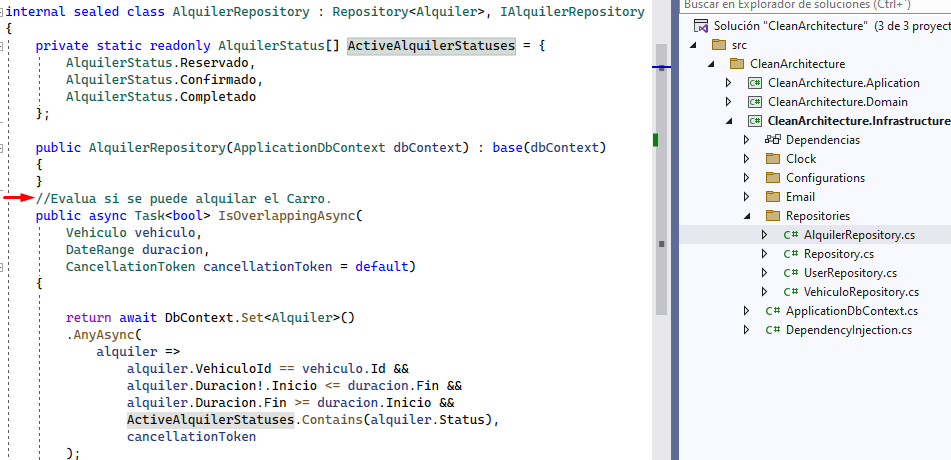 internal sealed class AlquilerRepository : Repository<Alquiler>, IAlquilerRepository
{
private static readonly AlquilerStatus[] ActiveAlquilerStatuses = {
AlquilerStatus.Reservado,
AlquilerStatus.Confirmado,
AlquilerStatus.Completado
};
public AlquilerRepository(ApplicationDbContext dbContext) : base(dbContext)
{
}
//Evalua si se puede alquilar el Carro.
public async Task<bool> IsOverlappingAsync(
Vehiculo vehiculo,
DateRange duracion,
CancellationToken cancellationToken = default)
{
return await DbContext.Set<Alquiler>()
.AnyAsync(
alquiler =>
alquiler.VehiculoId == vehiculo.Id &&
alquiler.Duracion!.Inicio <= duracion.Fin &&
alquiler.Duracion.Fin >= duracion.Inicio &&
ActiveAlquilerStatuses.Contains(alquiler.Status),
cancellationToken
);
Buscar en Explorador de soluciones (Ctrl+´)
Solución "CleanArchitecture" (3 de 3 proyect
src
CleanArchitecture
CleanArchitecture.Aplication
CleanArchitecture.Domain
CleanArchitecture.Infrastructure
Dependencias
Clock
Configurations
Email
Repositories
C# AlquilerRepository.cs
C# Repository.cs
C# UserRepository.cs
C# VehiculoRepository.cs
C# ApplicationDbContext.cs
C# DependencyInjection.cs